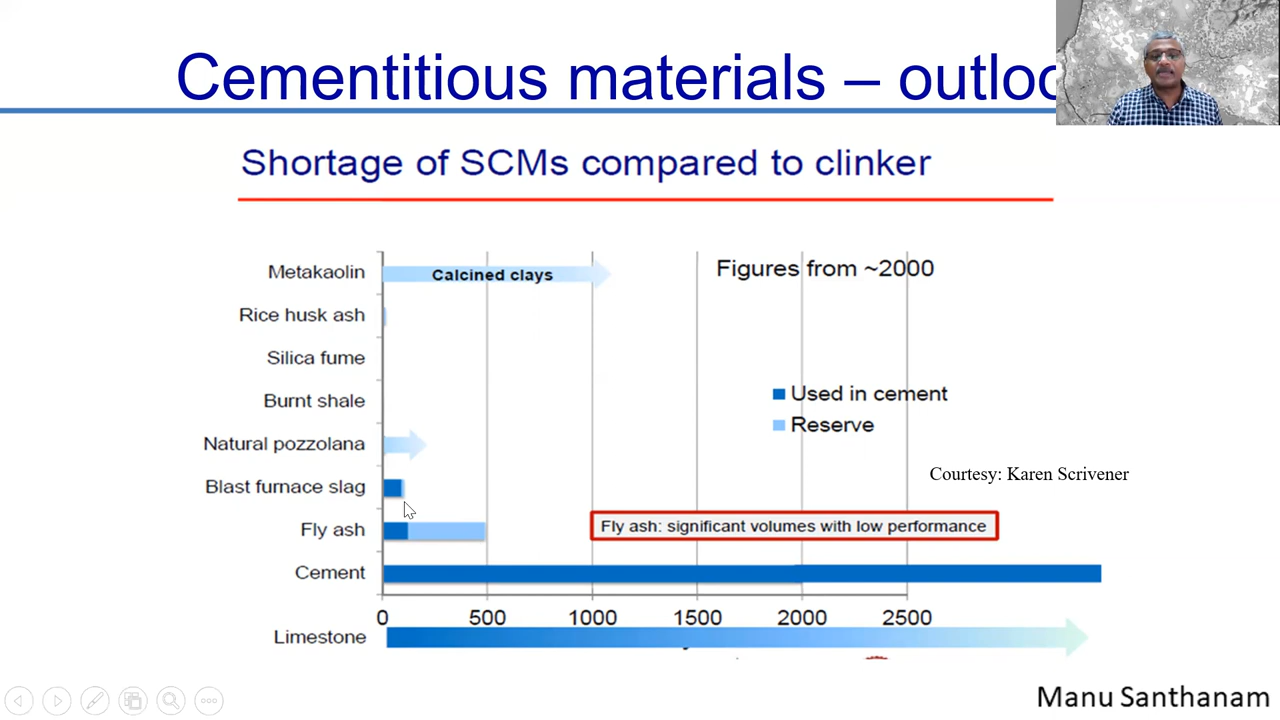 Cementitious materials – outloo
Shortage of SCMs compared to clinker
Metakaolin
Calcined clays
Figures from ~2000
Rice husk ash
Silica fume
Used in cement
Burnt shale
Reserve
Natural pozzolana
Courtesy: Karen Scrivener
Blast furnace slag
Fly ash
Fly ash: significant volumes with low performance
Cement
0 500 1000 1500 2000 2500
Limestone
Manu Santhanam